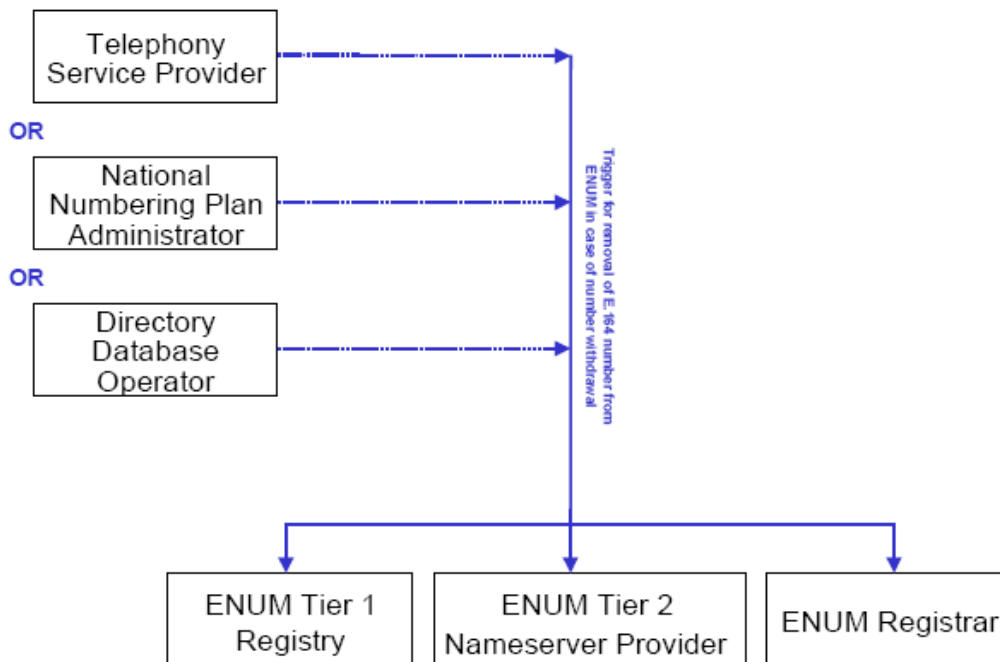 Telephony
Service Provider
OR
National
Numbering Plan
Administrator
OR
Directory
Database
Operator
Trigger for removal of E.164 number from
ENUM in case of number withdrawal
ENUM Tier 1
Registry
ENUM Tier 2
Nameserver Provider
ENUM Registrar